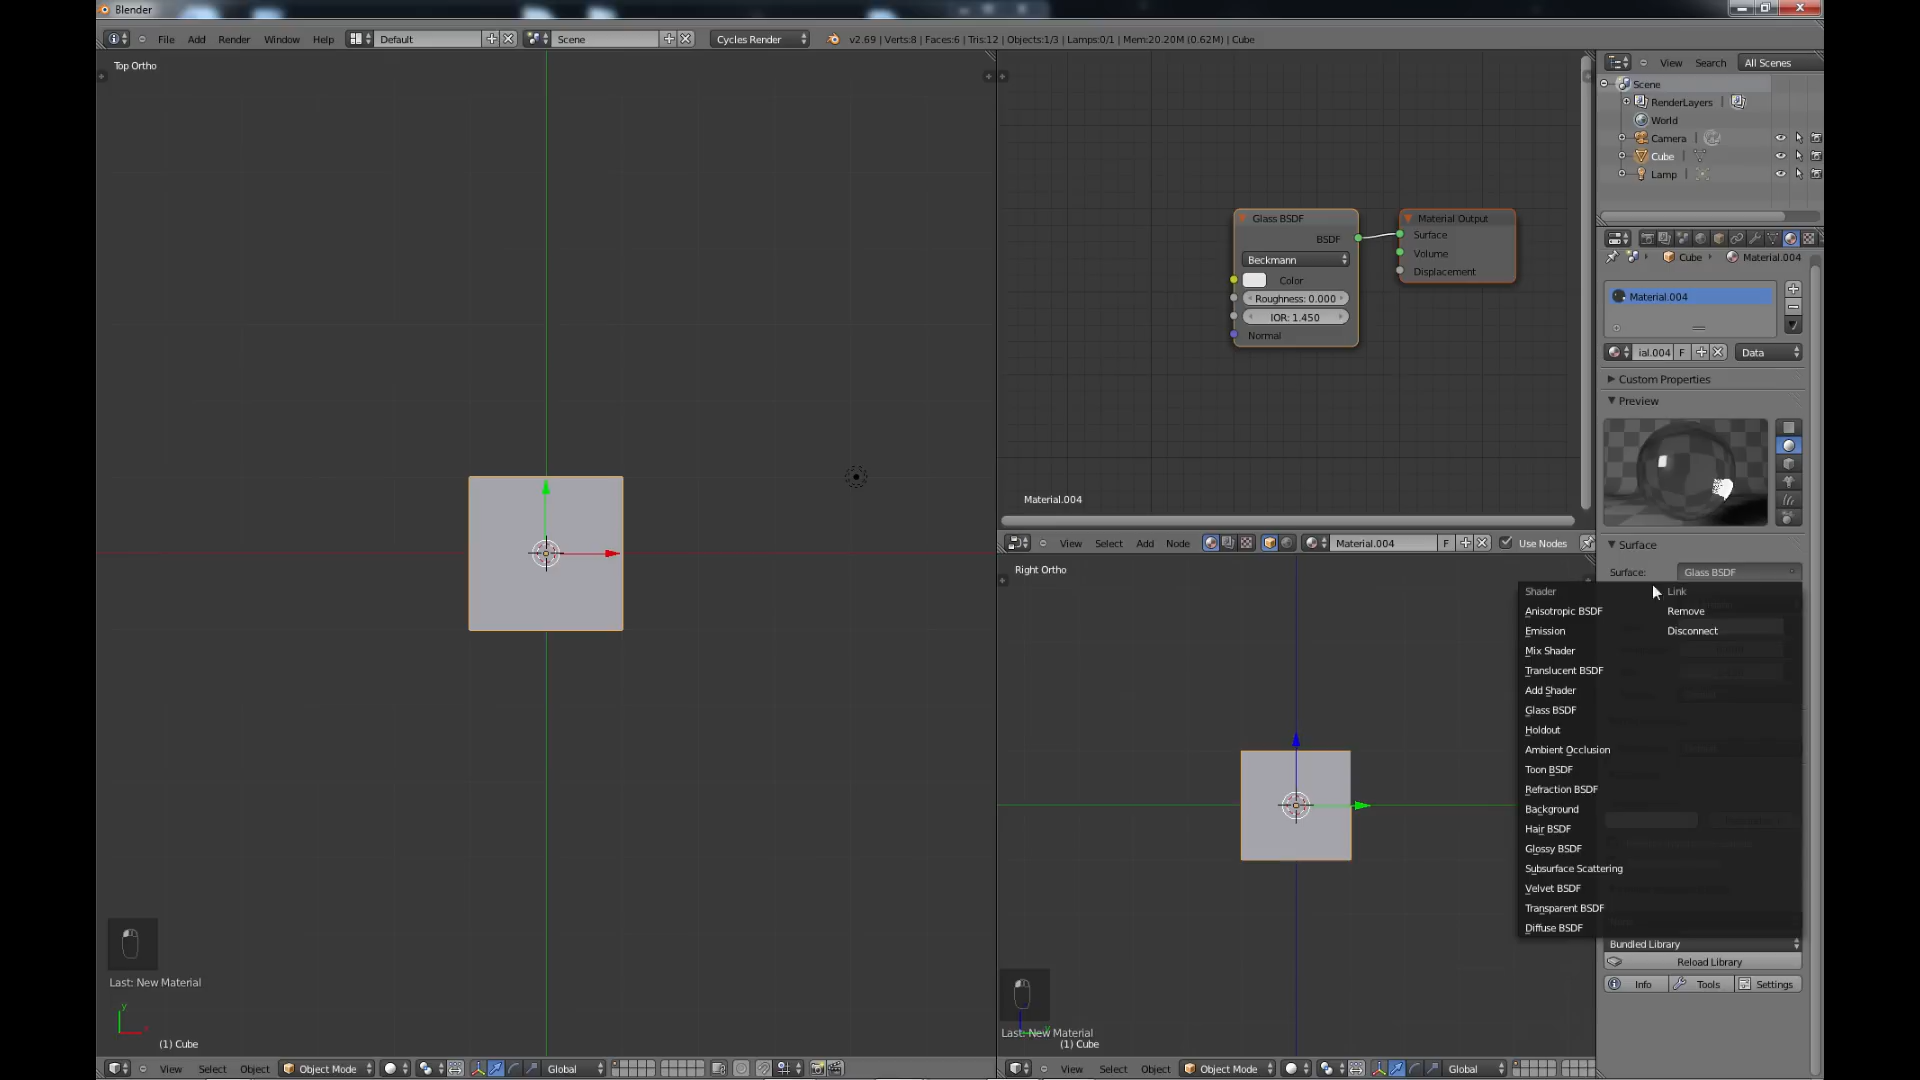 Blender
File Add Render Window Help Default Scene Cycles Render v2.69 | Verts:8 | Faces:6 | Tris:12 | Objects:1/3 | Lamps:0/1 | Mem:20.20M (0.62M) | Cube
Top Ortho
View Search All Scenes
Scene
RenderLayers
World
Camera
Cube
Lamp
Glass BSDF
BSDF
Beckmann
Color
Roughness: 0.000
IOR: 1.450
Normal
Material Output
Surface
Volume
Displacement
Material.004
View Select Add Node Material.004 F Use Nodes
Cube Material.004
Material.004
ial.004 F Data
Custom Properties
Preview
Surface
Surface: Glass BSDF
Shader
Anisotropic BSDF
Emission
Mix Shader
Translucent BSDF
Add Shader
Glass BSDF
Holdout
Ambient Occlusion
Toon BSDF
Refraction BSDF
Background
Hair BSDF
Glossy BSDF
Subsurface Scattering
Velvet BSDF
Transparent BSDF
Diffuse BSDF
Link
Remove
Disconnect
Bundled Library
Reload Library
Info Tools Settings
Right Ortho
Last: New Material
y
x
(1) Cube
View Select Object Object Mode Global
Last: New Material
(1) Cube
View Select Object Object Mode Global